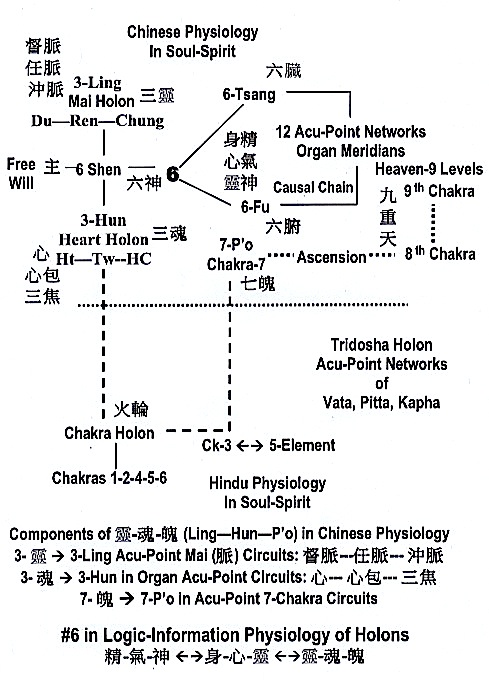 Chinese Physiology
In Soul-Spirit
督脈
任脈
沖脈
3-Ling
Mai Holon 三靈
Du—Ren—Chung
六臟
6-Tsang
12 Acu-Point Networks
Organ Meridians
身精
心氣
靈神
Free
Will 主 6 Shen 六神 6
Causal Chain
6-Fu
六腑
Heaven-9 Levels
9th Chakra
九重天
8th Chakra
Ascension
3-Hun
Heart Holon 三魂
Ht—Tw--HC
心
心包
三焦
7-P'o
Chakra-7
七魄
Tridosha Holon
Acu-Point Networks
of
Vata, Pitta, Kapha
火輪
Chakra Holon
Ck-3 ←→ 5-Element
Chakras 1-2-4-5-6
Hindu Physiology
In Soul-Spirit
Components of 靈-魂-魄 (Ling—Hun—P'o) in Chinese Physiology
3- 靈 → 3-Ling Acu-Point Mai (脈) Circuits: 督脈---任脈--- 沖脈
3- 魂 → 3-Hun in Organ Acu-Point Circuits: 心--- 心包--- 三焦
7- 魄 → 7-P'o in Acu-Point 7-Chakra Circuits
#6 in Logic-Information Physiology of Holons
精-氣-神 ←→身-心-靈 ←→靈-魂-魄